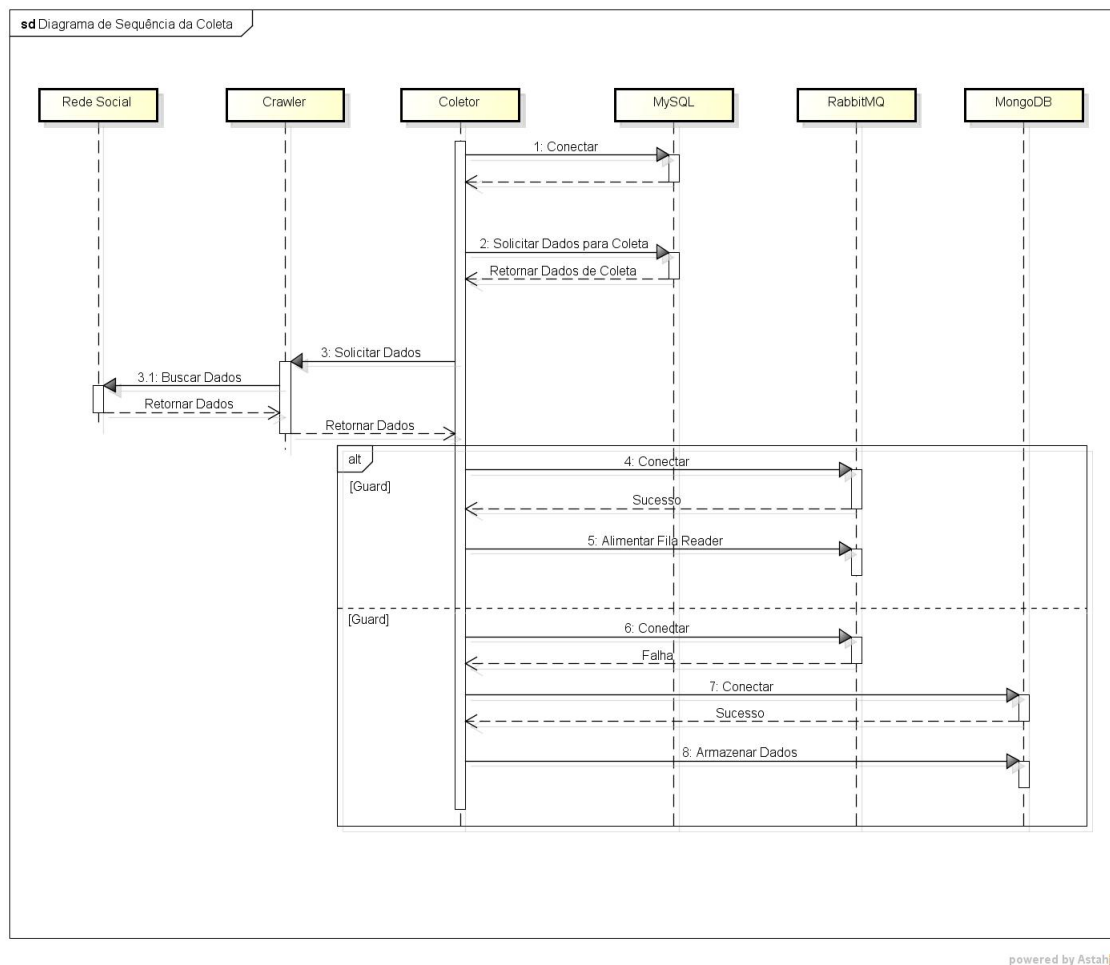 sd Diagrama de Sequência da Coleta
Rede Social
Crawler
Coletor
MySQL
RabbitMQ
MongoDB
1: Conectar
2: Solicitar Dados para Coleta
Retornar Dados de Coleta
3: Solicitar Dados
3.1: Buscar Dados
Retornar Dados
Retornar Dados
alt
4: Conectar
[Guard]
Sucesso
5: Alimentar Fila Reader
[Guard]
6: Conectar
Falha
7: Conectar
Sucesso
8: Armazenar Dados
powered by Astah